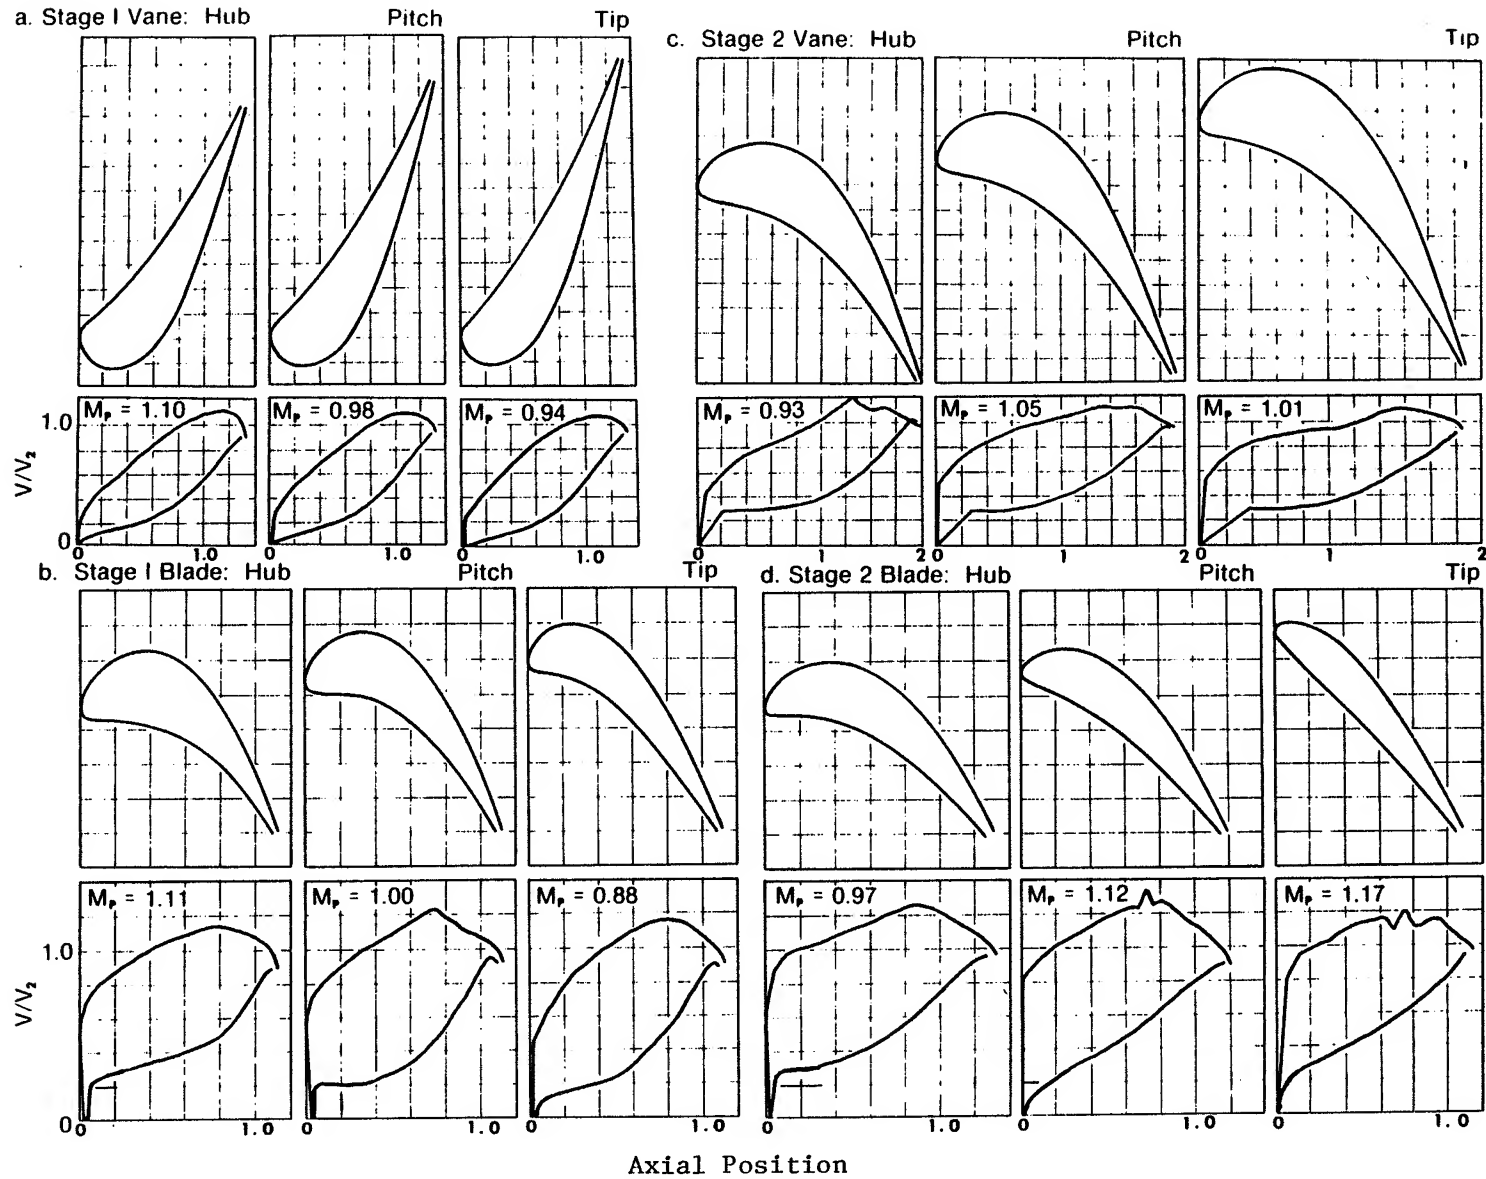 a. Stage I Vane: Hub Pitch Tip
c. Stage 2 Vane: Hub Pitch Tip
Mₚ = 1.10 Mₚ = 0.98 Mₚ = 0.94
Mₚ = 0.93 Mₚ = 1.05 Mₚ = 1.01
1.0
V/V₂
0
0 1.0 0 1.0 0 1.0
0 1 2 0 1 2 0 1 2
b. Stage I Blade: Hub Pitch Tip
d. Stage 2 Blade: Hub Pitch Tip
Mₚ = 1.11 Mₚ = 1.00 Mₚ = 0.88
Mₚ = 0.97 Mₚ = 1.12 Mₚ = 1.17
1.0
V/V₂
0
0 1.0 0 1.0 0 1.0
0 1.0 0 1.0 0 1.0
Axial Position